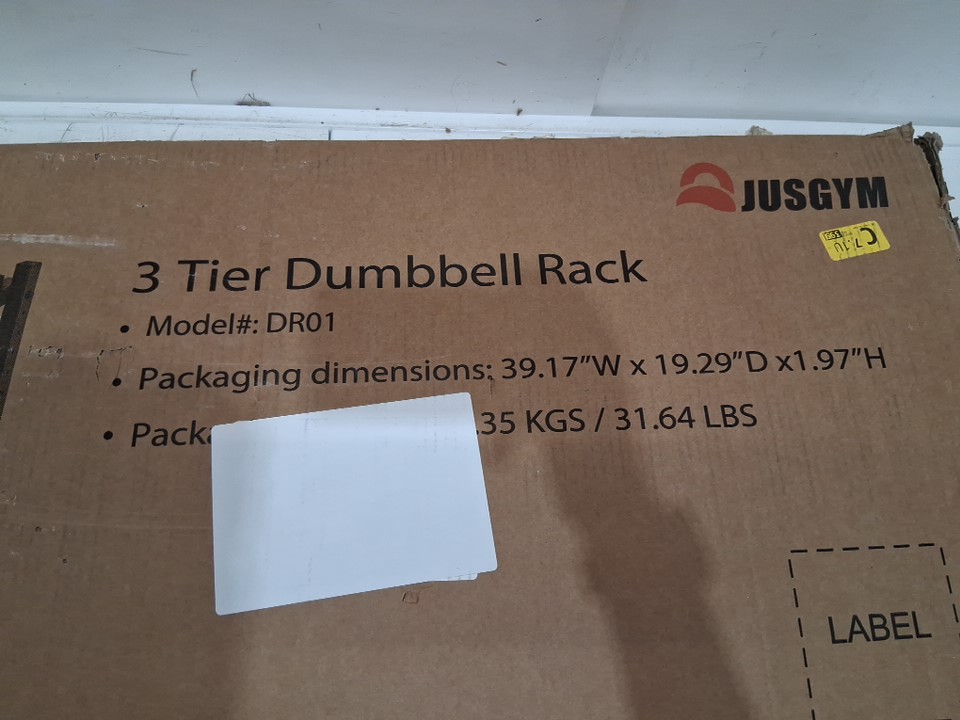 JUSGYM
3 Tier Dumbbell Rack
• Model#: DR01
• Packaging dimensions: 39.17”W x 19.29”D x1.97”H
• Packa .35 KGS / 31.64 LBS
LABEL